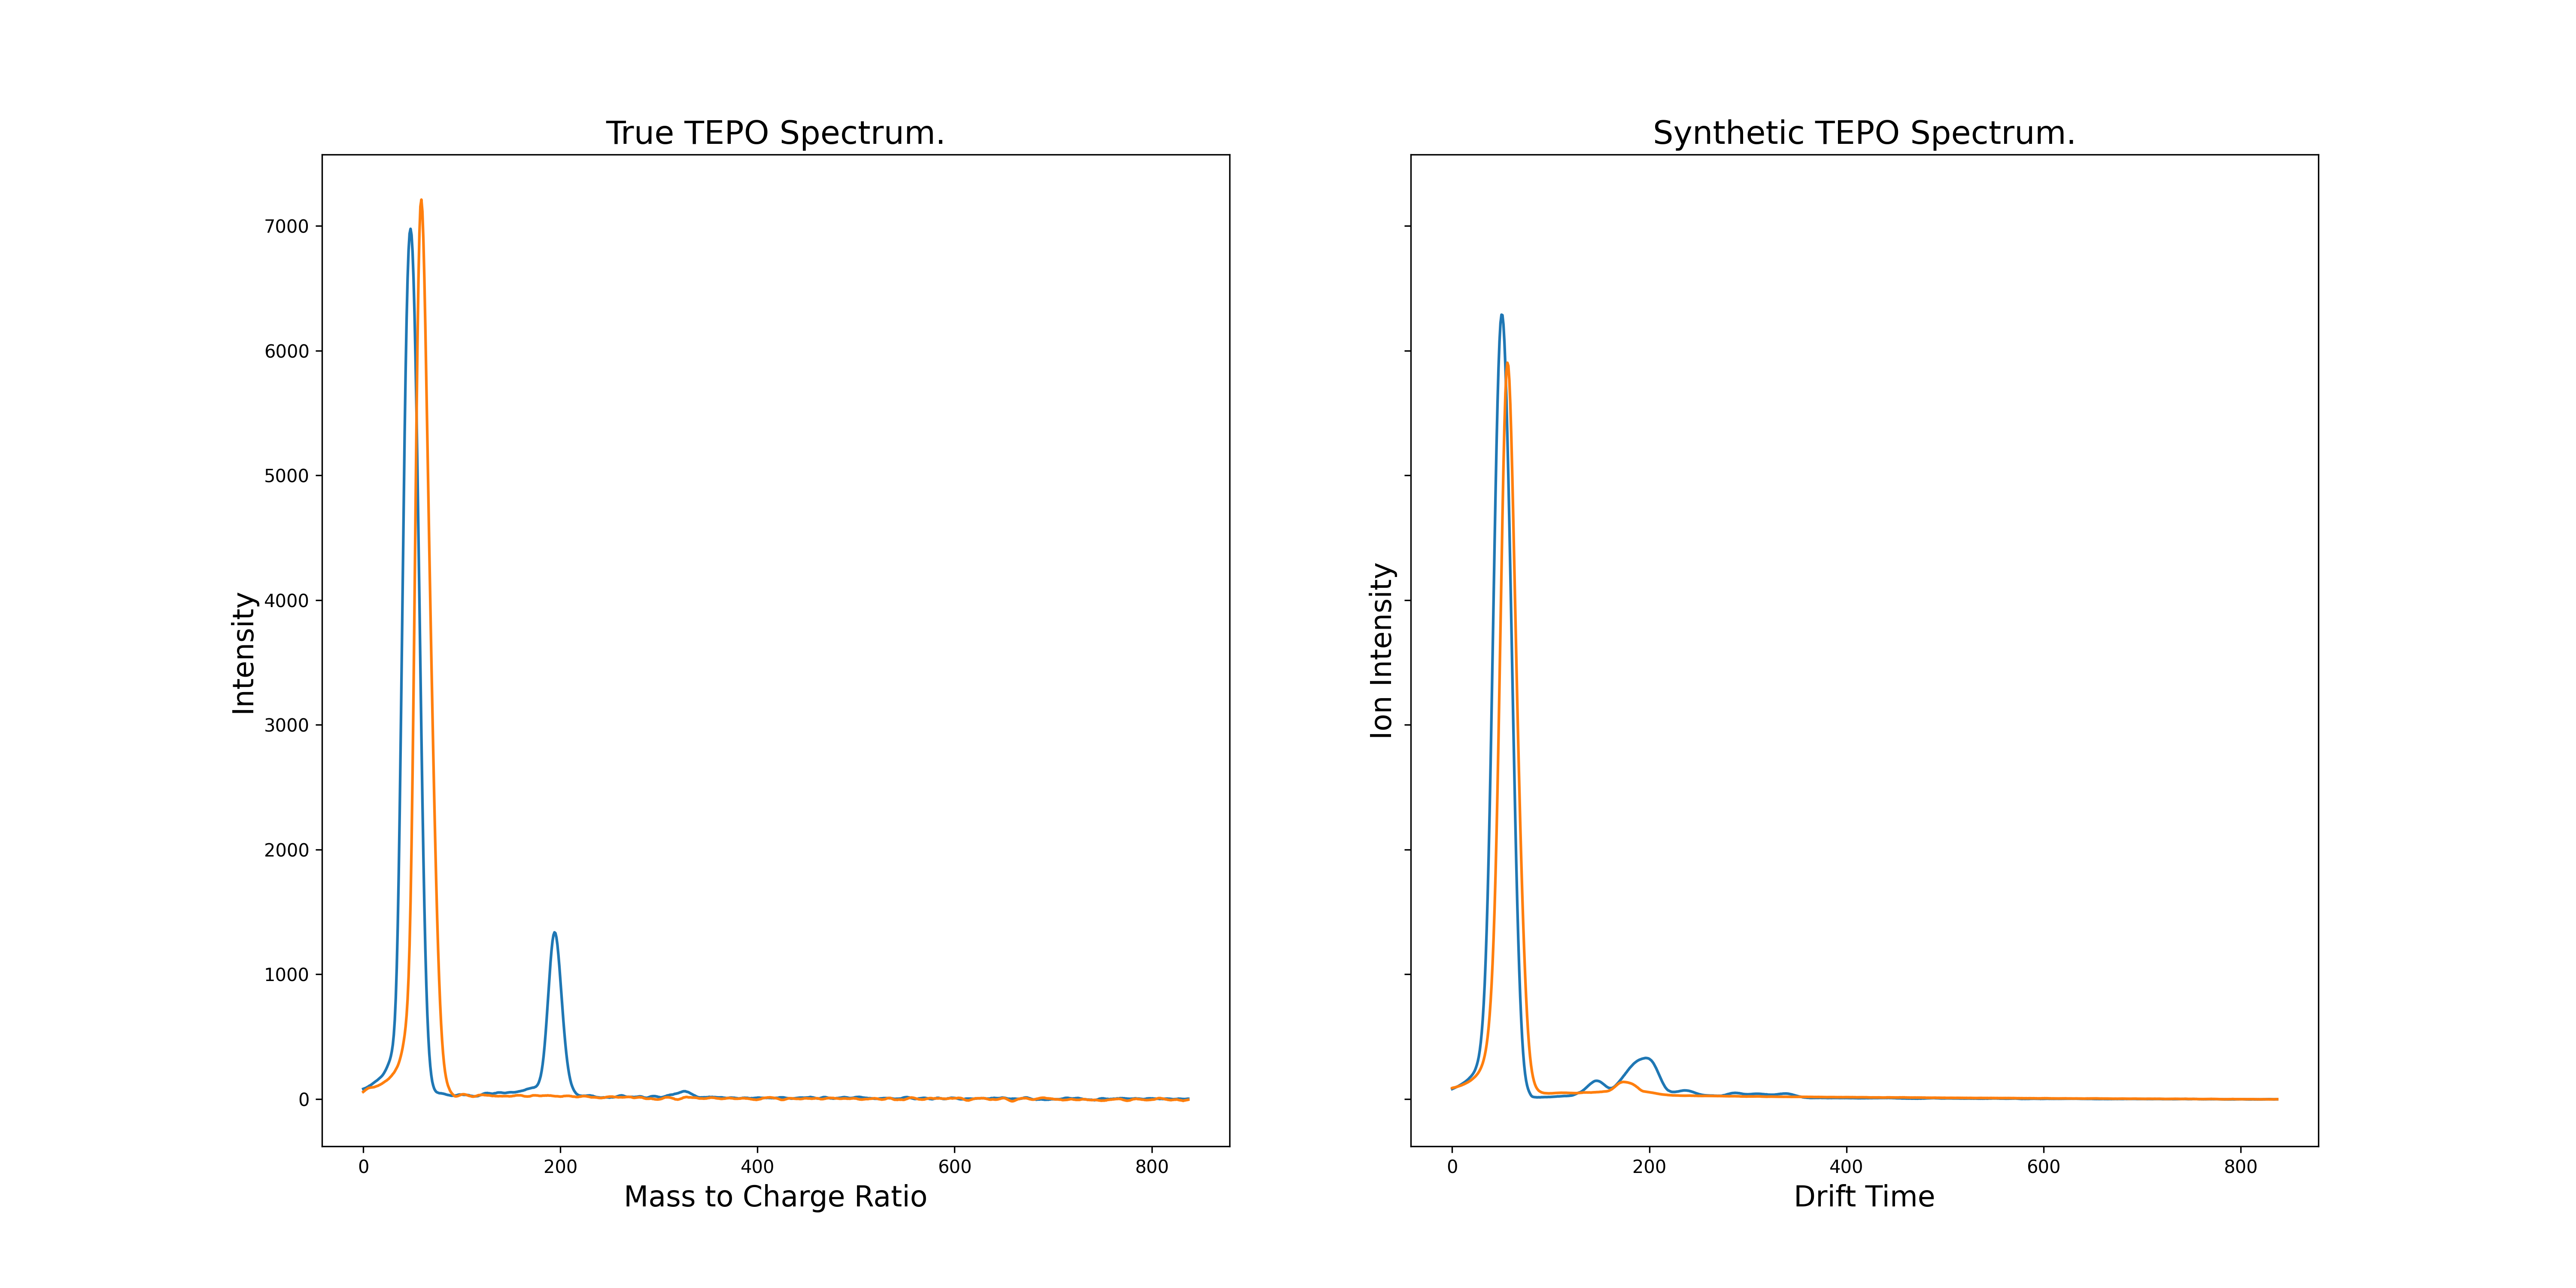 True TEPO Spectrum.
Intensity
7000
6000
5000
4000
3000
2000
1000
0
0 200 400 600 800
Mass to Charge Ratio
Synthetic TEPO Spectrum.
Ion Intensity
0 200 400 600 800
Drift Time